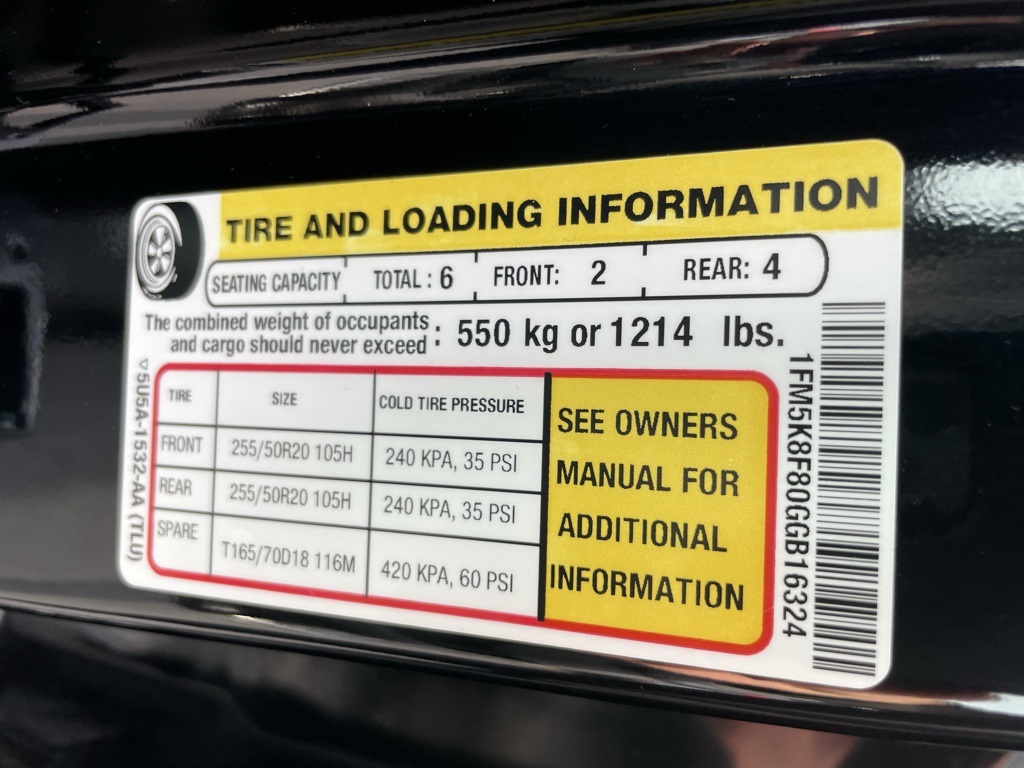 TIRE AND LOADING INFORMATION
SEATING CAPACITY TOTAL : 6 FRONT: 2 REAR: 4
The combined weight of occupants
and cargo should never exceed : 550 kg or 1214 lbs.
TIRE SIZE COLD TIRE PRESSURE
FRONT 255/50R20 105H 240 KPA, 35 PSI
REAR 255/50R20 105H 240 KPA, 35 PSI
SPARE T165/70D18 116M 420 KPA, 60 PSI
SEE OWNERS
MANUAL FOR
ADDITIONAL
INFORMATION
▽5U5A-1532-AA (TLU)
1FM5K8F80GGB16324